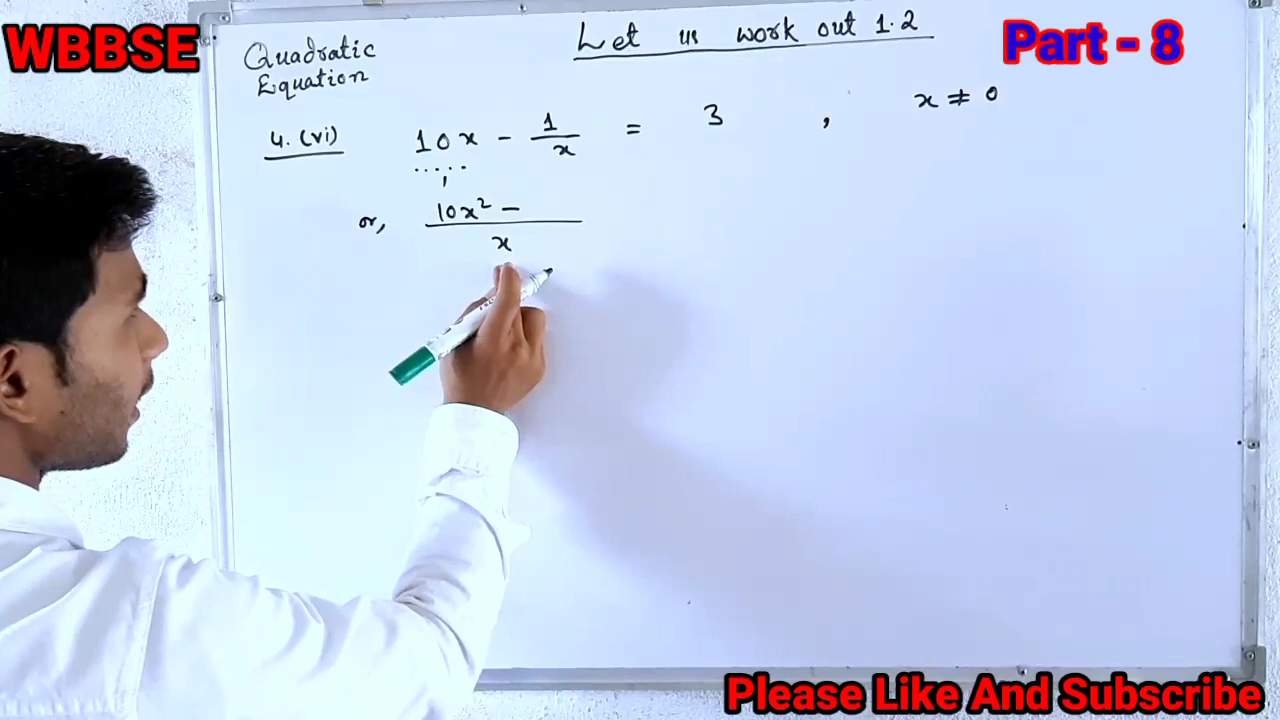 WBBSE
Quadratic
Equation
Let us work out 1.2
Part - 8
4. (vi) 10x - 1/x = 3 , x ≠ 0
or, 10x² - / x
Please Like And Subscribe